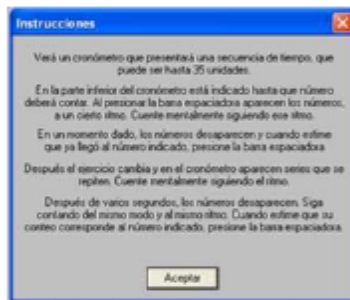 Instrucciones
Verá un cronómetro que presentará una secuencia de tiempo, que
puede ser hasta 35 unidades.
En la parte inferior del cronómetro está indicado hasta que número
deberá contar. Al presionar la barra espaciadora aparecen los números,
a un cierto ritmo. Cuente mentalmente siguiendo ese ritmo.
En un momento dado, los números desaparecen y cuando estime
que ya llegó al número indicado, presione la barra espaciadora
Después el ejercicio cambia y en el cronómetro aparecen series que se
repiten. Cuente mentalmente siguiendo el ritmo.
Después de varios segundos, los números desaparecen. Siga
contando del mismo modo y al mismo ritmo. Cuando estime que su
conteo corresponde al número indicado, presione la barra espaciadora.
Aceptar